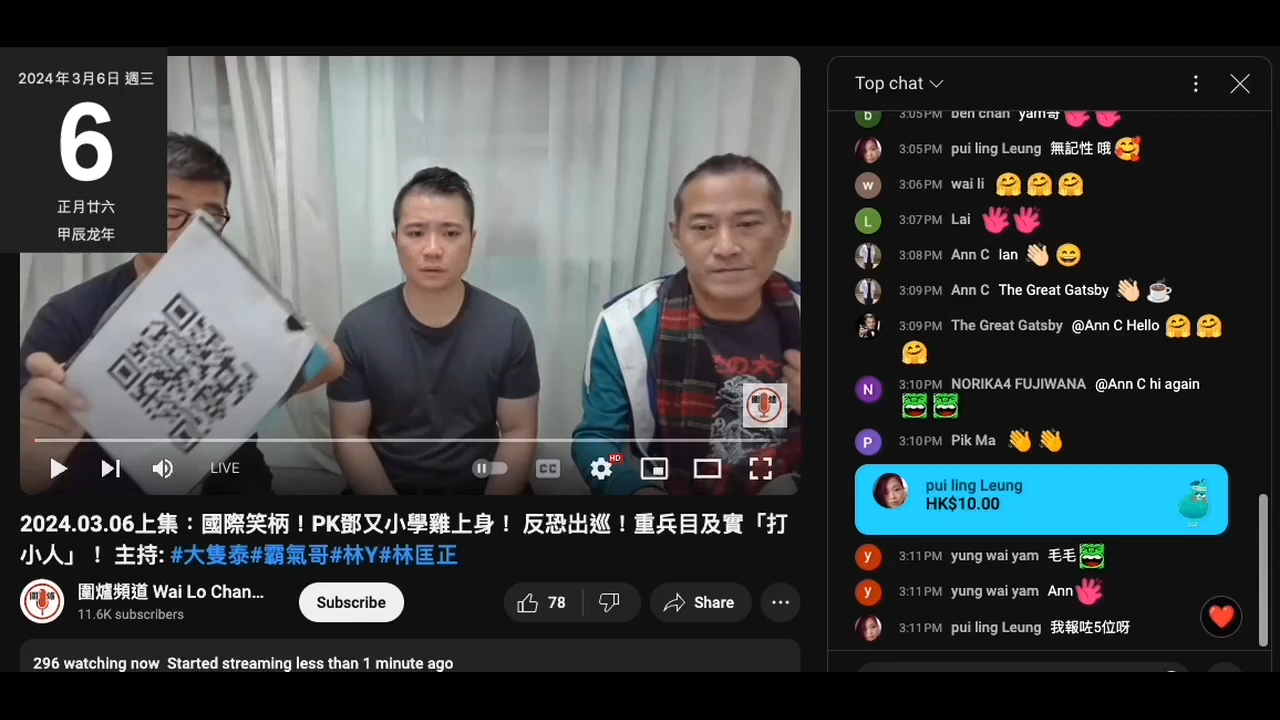 2024年3月6日 週三
6
正月廿六
甲辰龙年
LIVE
CC
HD
2024.03.06上集：國際笑柄！PK鄧又小學雞上身！ 反恐出巡！重兵目及實「打
小人」！ 主持: #大隻泰#霸氣哥#林Y#林匡正
圍爐頻道 Wai Lo Chan...
11.6K subscribers
Subscribe
78
Share
296 watching now Started streaming less than 1 minute ago
Top chat
b 3:05PM ben chan yam哥
3:05PM pui ling Leung 無記性 哦
w 3:06PM wai li
L 3:07PM Lai
3:08PM Ann C Ian
3:09PM Ann C The Great Gatsby
3:09PM The Great Gatsby @Ann C Hello
N 3:10PM NORIKA4 FUJIWANA @Ann C hi again
P 3:10PM Pik Ma
pui ling Leung
HK$10.00
y 3:11PM yung wai yam 毛毛
y 3:11PM yung wai yam Ann
3:11PM pui ling Leung 我報咗5位呀